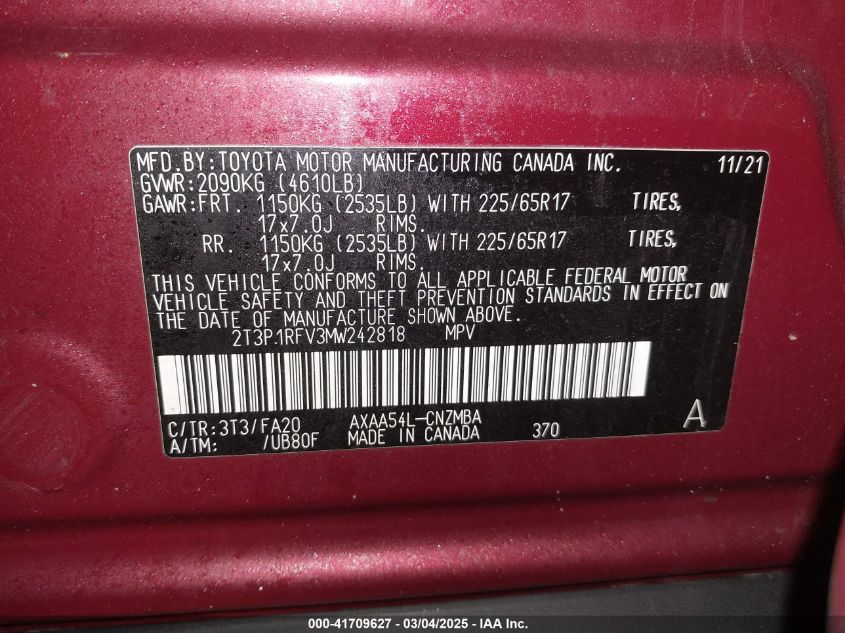 MFD.BY:TOYOTA MOTOR MANUFACTURING CANADA INC. 11/21
GVWR:2090KG (4610LB)
GAWR:FRT. 1150KG (2535LB) WITH 225/65R17 TIRES,
17x7.0J RIMS.
RR. 1150KG (2535LB) WITH 225/65R17 TIRES,
17x7.0J RIMS.
THIS VEHICLE CONFORMS TO ALL APPLICABLE FEDERAL MOTOR
VEHICLE SAFETY AND THEFT PREVENTION STANDARDS IN EFFECT ON
THE DATE OF MANUFACTURE SHOWN ABOVE.
2T3P1RFV3MW242818 MPV
C/TR:3T3/FA20 AXAA54L-CNZMBA
A/TM: /UB80F MADE IN CANADA 370 A
000-41709627 - 03/04/2025 - IAA Inc.